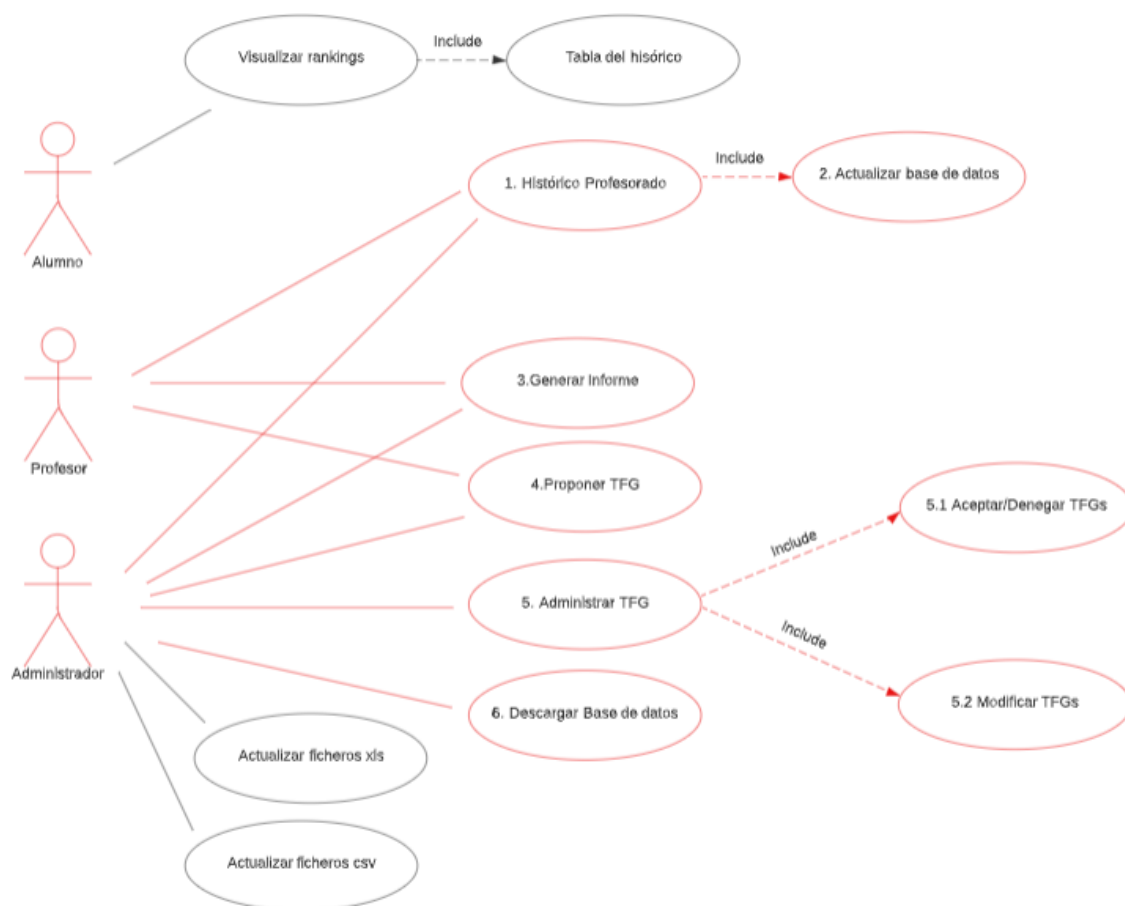 Visualizar rankings
Include
Tabla del hisórico
Alumno
1. Histórico Profesorado
Include
2. Actualizar base de datos
Profesor
3.Generar Informe
4.Proponer TFG
Administrador
5. Administrar TFG
Include
5.1 Aceptar/Denegar TFGs
Include
5.2 Modificar TFGs
6. Descargar Base de datos
Actualizar ficheros xls
Actualizar ficheros csv